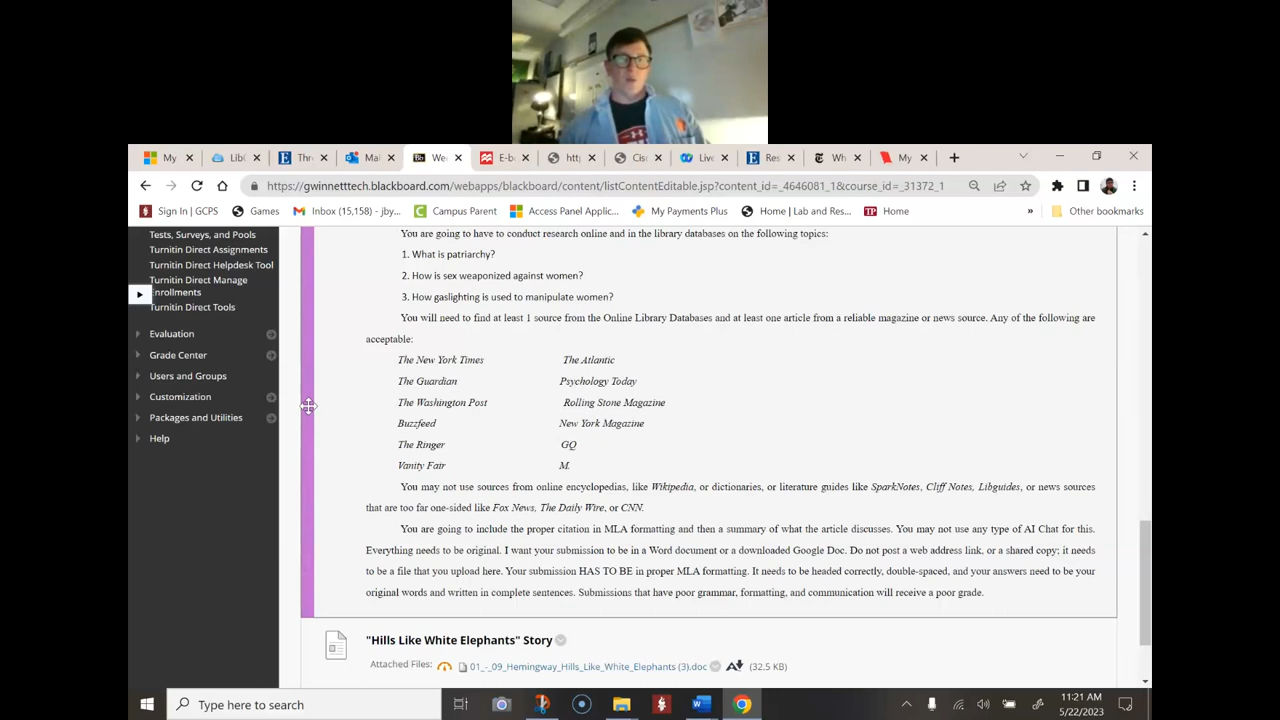 My
LibC
Thr
Mai
We
E-b
htt
Cis
Live
Res
Wh
My
https://gwinnetttech.blackboard.com/webapps/blackboard/content/listContentEditable.jsp?content_id=_4646081_1&course_id=_31372_1
Sign In | GCPS
Games
Inbox (15,158) - jby...
Campus Parent
Access Panel Applic...
My Payments Plus
Home | Lab and Res...
Home
»
Other bookmarks
Tests, Surveys, and Pools
Turnitin Direct Assignments
Turnitin Direct Helpdesk Tool
Turnitin Direct Manage
Enrollments
Turnitin Direct Tools
Evaluation
Grade Center
Users and Groups
Customization
Packages and Utilities
Help
You are going to have to conduct research online and in the library databases on the following topics:
1. What is patriarchy?
2. How is sex weaponized against women?
3. How gaslighting is used to manipulate women?
You will need to find at least 1 source from the Online Library Databases and at least one article from a reliable magazine or news source. Any of the following are
acceptable:
The New York Times The Atlantic
The Guardian Psychology Today
The Washington Post Rolling Stone Magazine
Buzzfeed New York Magazine
The Ringer GQ
Vanity Fair M.
You may not use sources from online encyclopedias, like Wikipedia, or dictionaries, or literature guides like SparkNotes, Cliff Notes, Libguides, or news sources
that are too far one-sided like Fox News, The Daily Wire, or CNN.
You are going to include the proper citation in MLA formatting and then a summary of what the article discusses. You may not use any type of AI Chat for this.
Everything needs to be original. I want your submission to be in a Word document or a downloaded Google Doc. Do not post a web address link, or a shared copy; it needs
to be a file that you upload here. Your submission HAS TO BE in proper MLA formatting. It needs to be headed correctly, double-spaced, and your answers need to be your
original words and written in complete sentences. Submissions that have poor grammar, formatting, and communication will receive a poor grade.
"Hills Like White Elephants" Story
Attached Files: 01_-_09_Hemingway_Hills_Like_White_Elephants (3).doc (32.5 KB)
Type here to search
11:21 AM
5/22/2023